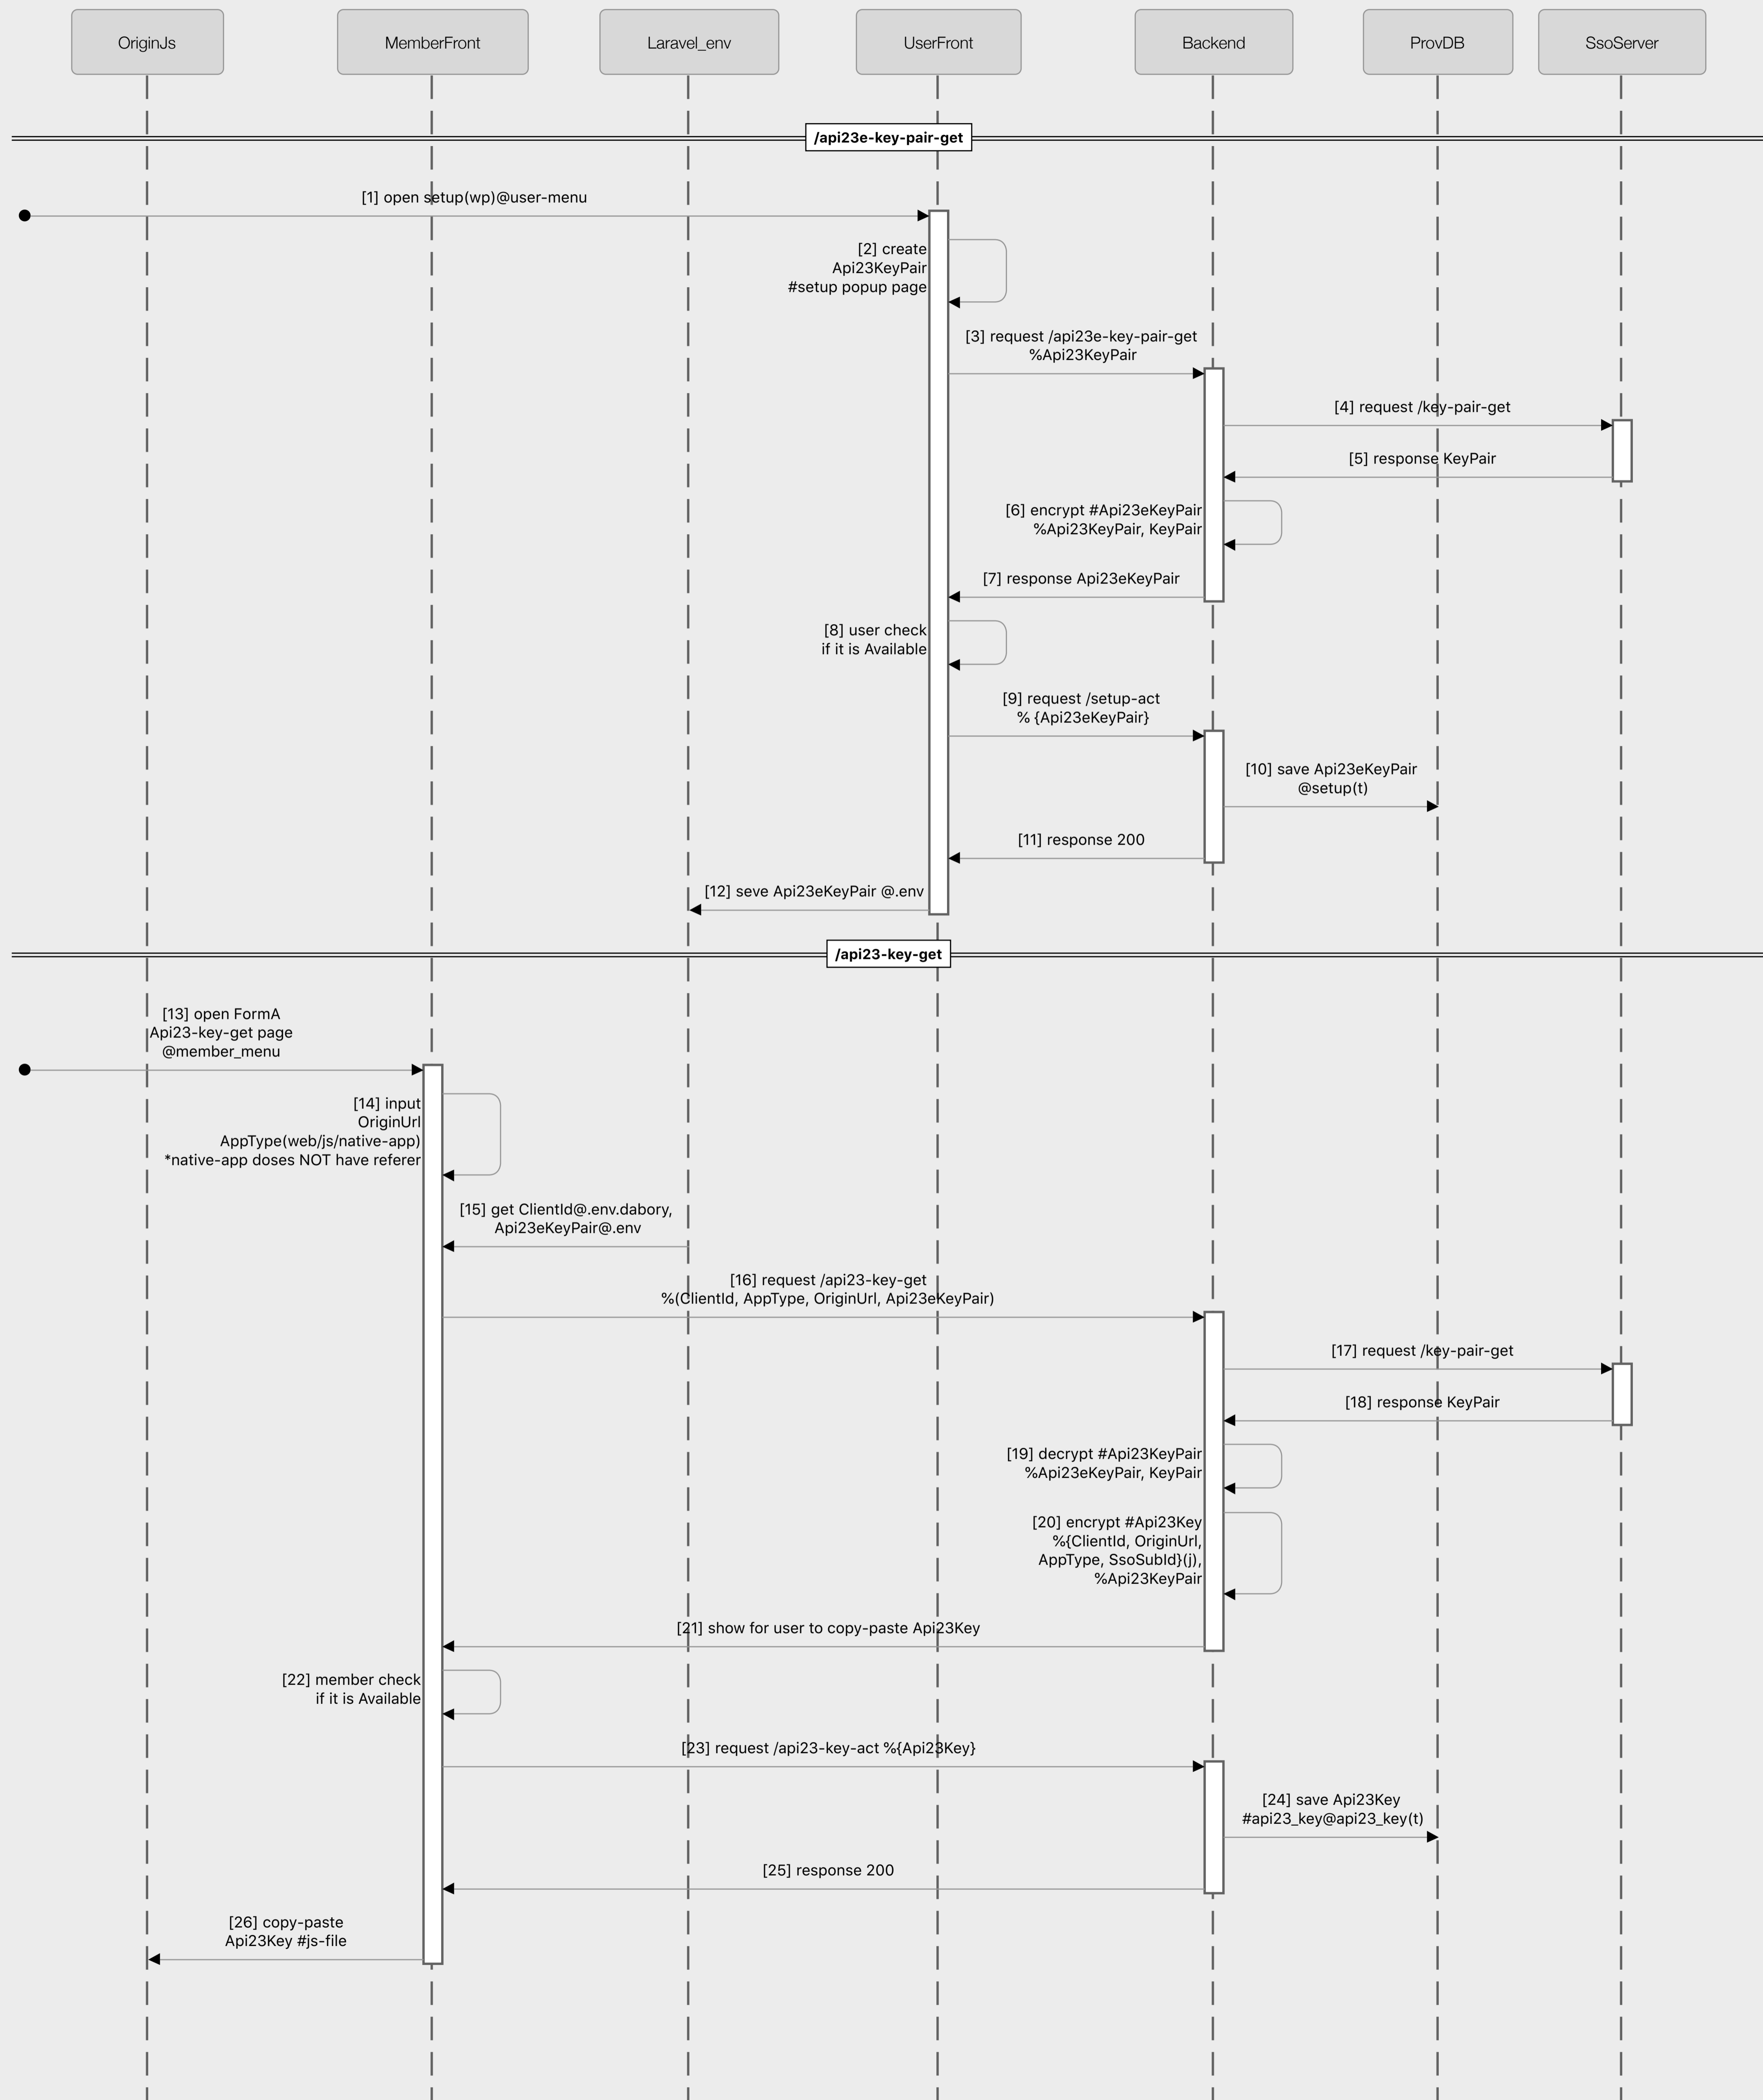 OriginJs
MemberFront
Laravel_env
UserFront
Backend
ProvDB
SsoServer
/api23e-key-pair-get
[1] open setup(wp)@user-menu
[2] create
Api23KeyPair
#setup popup page
[3] request /api23e-key-pair-get
%Api23KeyPair
[4] request /key-pair-get
[5] response KeyPair
[6] encrypt #Api23eKeyPair
%Api23KeyPair, KeyPair
[7] response Api23eKeyPair
[8] user check
if it is Available
[9] request /setup-act
% {Api23eKeyPair}
[10] save Api23eKeyPair
@setup(t)
[11] response 200
[12] seve Api23eKeyPair @.env
/api23-key-get
[13] open FormA
Api23-key-get page
@member_menu
[14] input
OriginUrl
AppType(web/js/native-app)
*native-app doses NOT have referer
[15] get ClientId@.env.dabory,
Api23eKeyPair@.env
[16] request /api23-key-get
%(ClientId, AppType, OriginUrl, Api23eKeyPair)
[17] request /key-pair-get
[18] response KeyPair
[19] decrypt #Api23KeyPair
%Api23eKeyPair, KeyPair
[20] encrypt #Api23Key
%{ClientId, OriginUrl,
AppType, SsoSubId}(j),
%Api23KeyPair
[21] show for user to copy-paste Api23Key
[22] member check
if it is Available
[23] request /api23-key-act %{Api23Key}
[24] save Api23Key
#api23_key@api23_key(t)
[25] response 200
[26] copy-paste
Api23Key #js-file